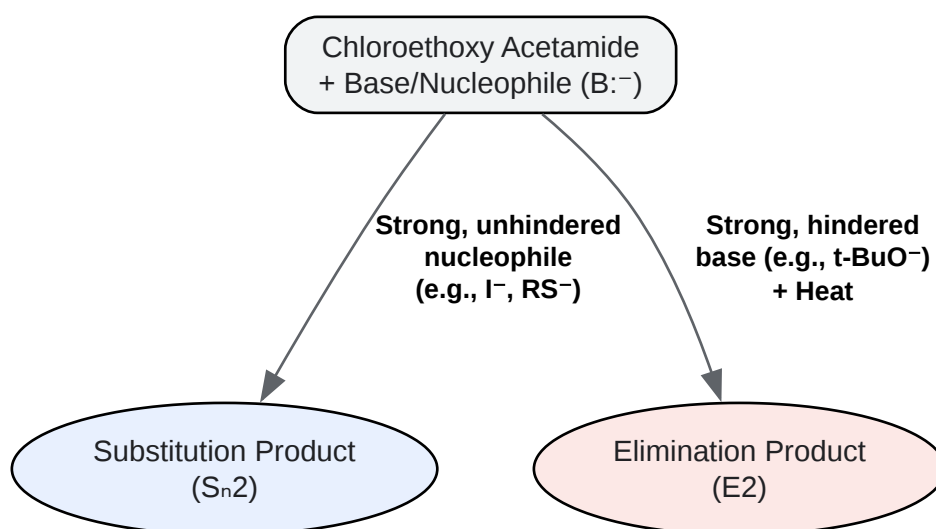 Chloroethoxy Acetamide
+ Base/Nucleophile (B:⁻)
Strong, unhindered
nucleophile
(e.g., I⁻, RS⁻)
Strong, hindered
base (e.g., t-BuO⁻)
+ Heat
Substitution Product
(Sₙ2)
Elimination Product
(E2)